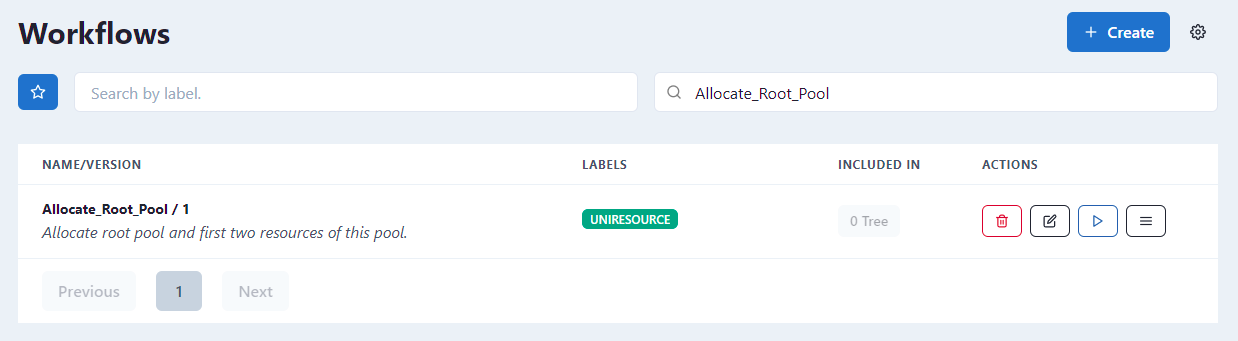 Workflows
Create
Search by label.
Allocate_Root_Pool
NAME/VERSION LABELS INCLUDED IN ACTIONS
Allocate_Root_Pool / 1
Allocate root pool and first two resources of this pool.
UNIRESOURCE
0 Tree
Previous 1 Next